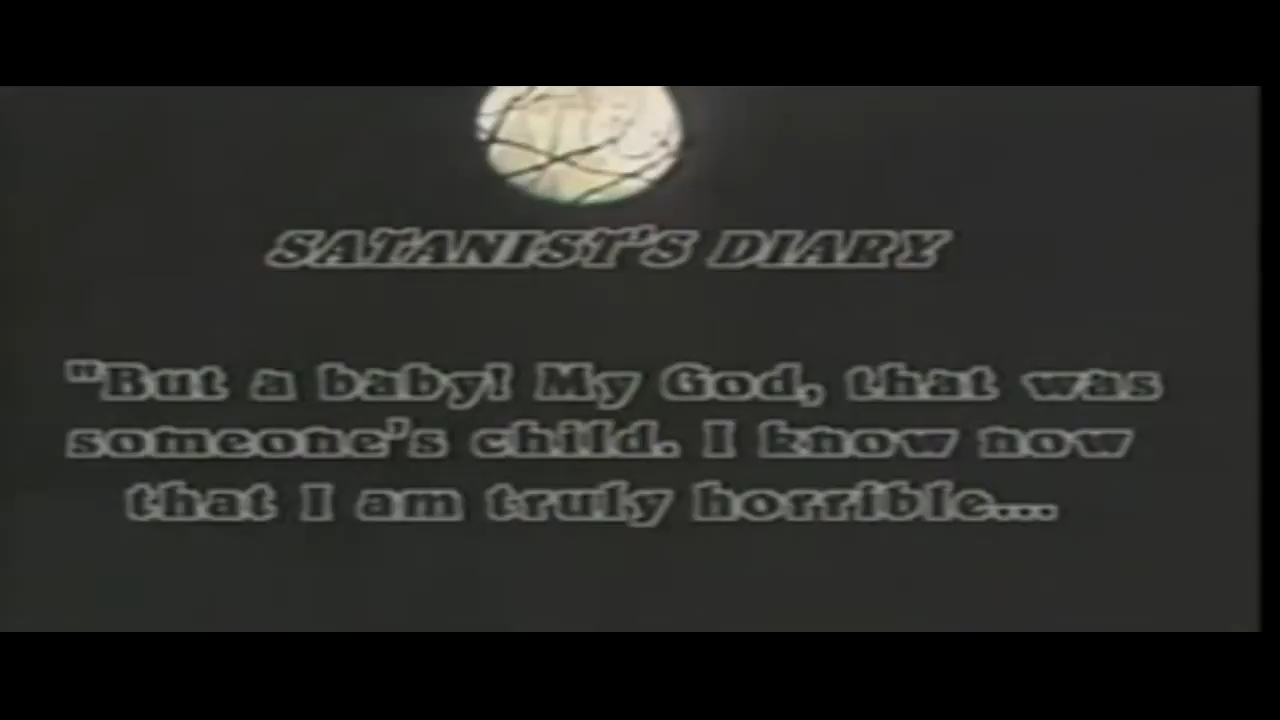 SATANIST'S DIARY
"But a baby! My God, that was
someone's child. I know now
that I am truly horrible...